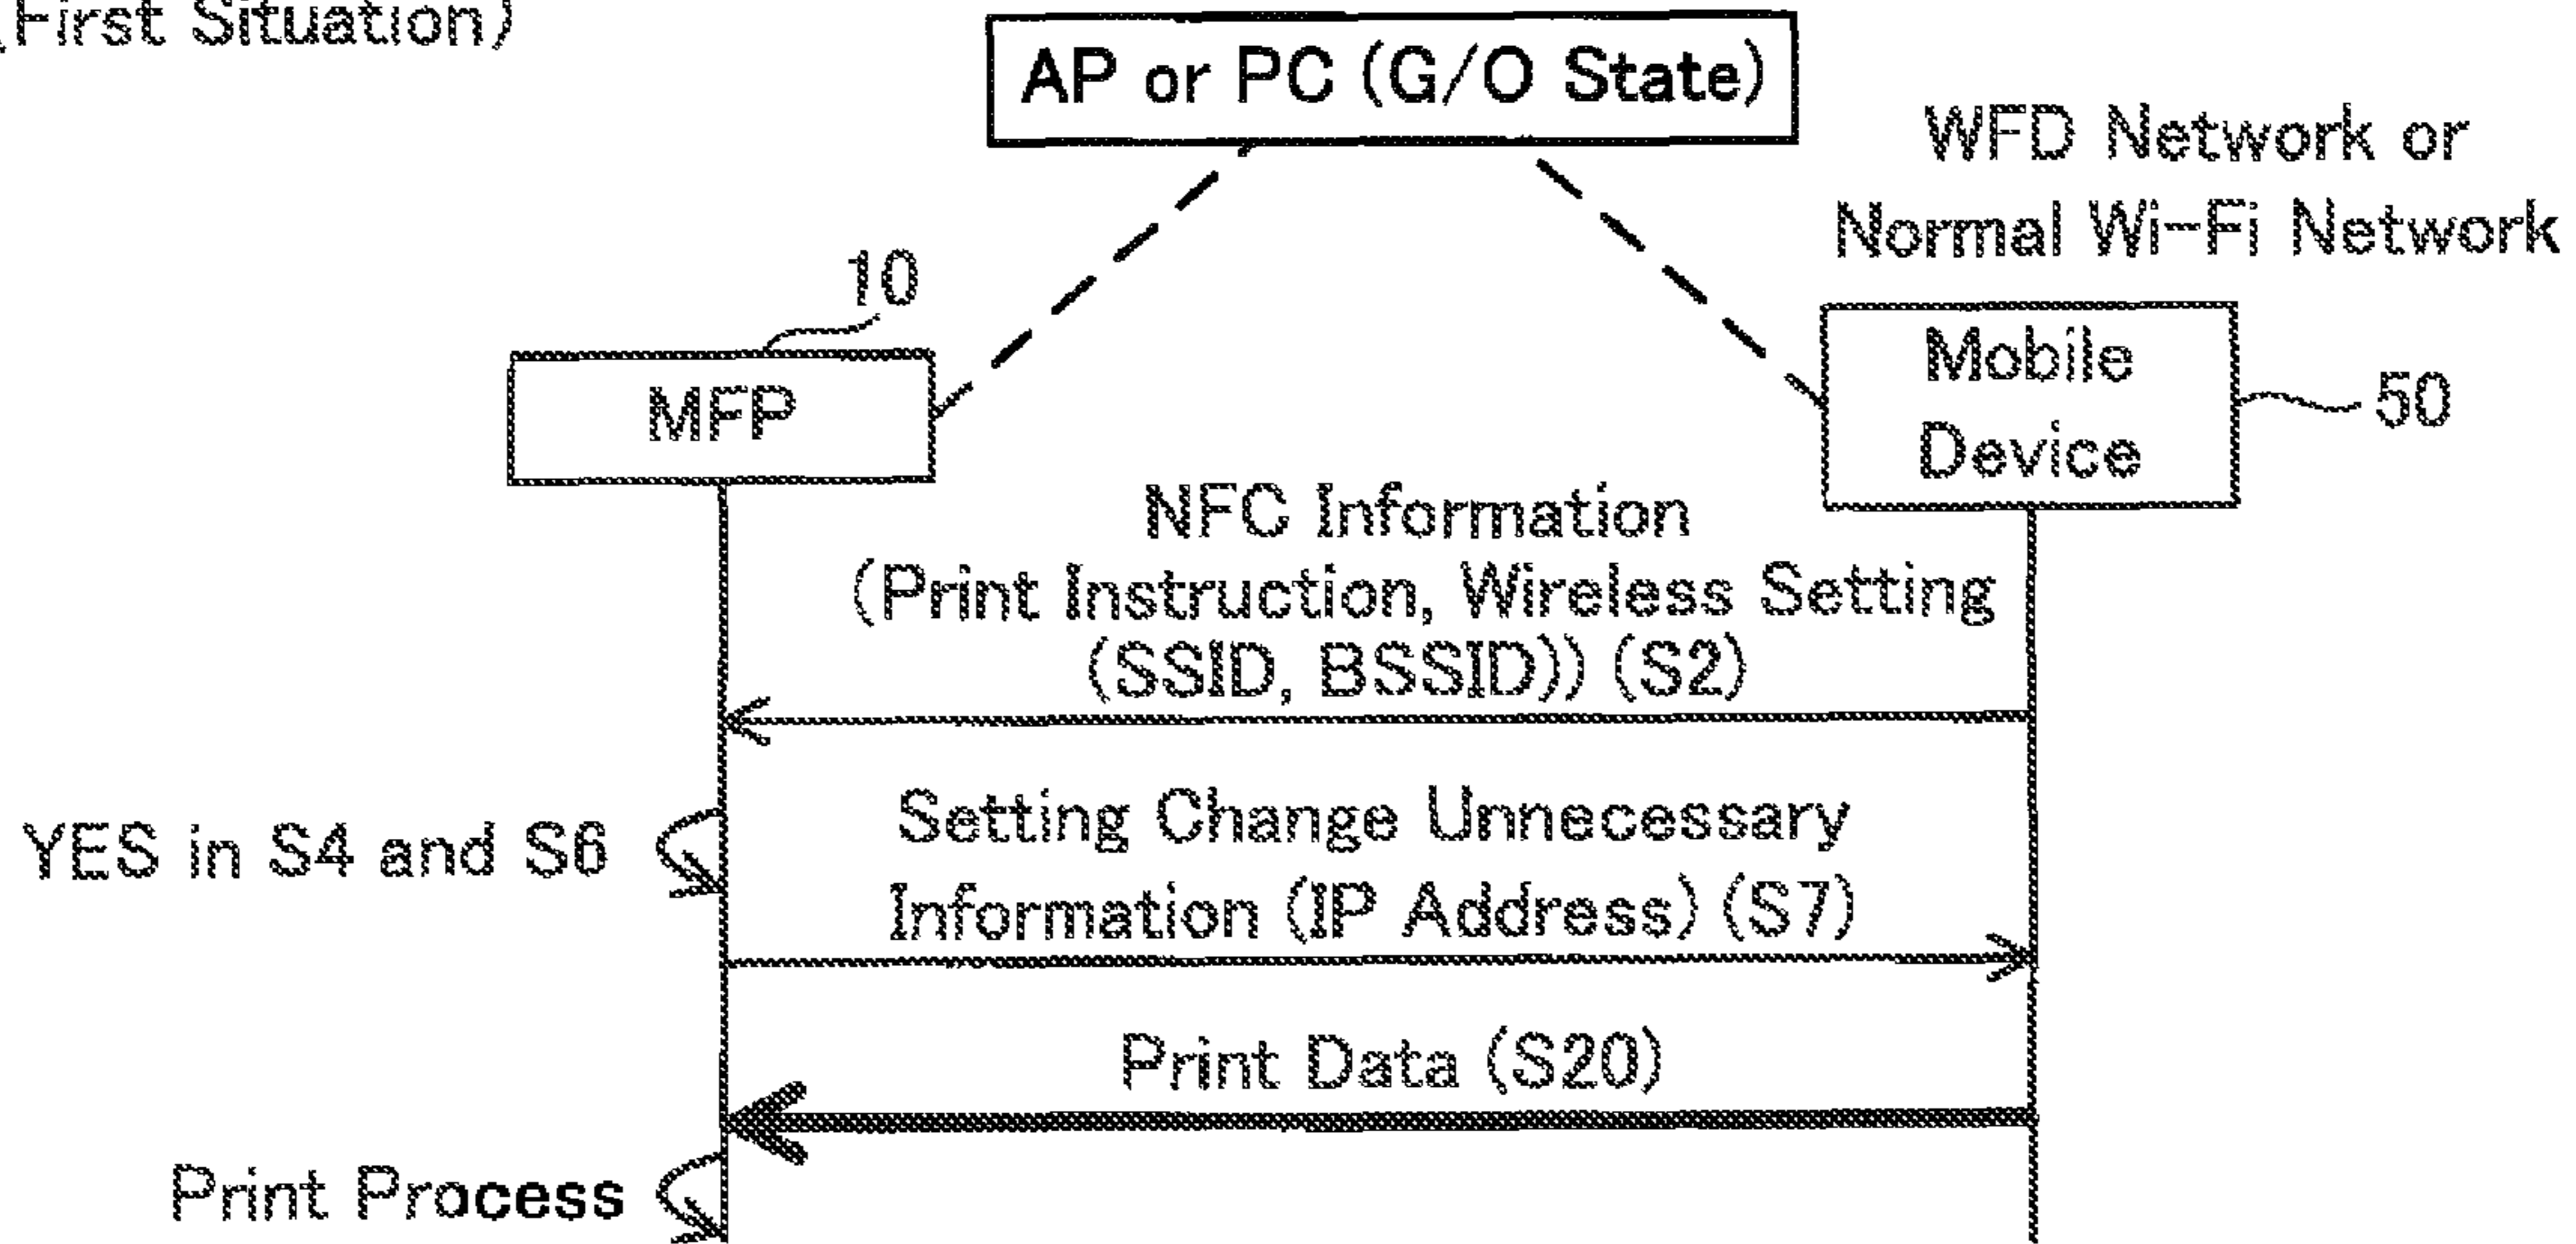 (First Situation)
AP or PC (G/O State)
WFD Network or
Normal Wi-Fi Network
10
MFP
Mobile
Device
50
NFC Information
(Print Instruction, Wireless Setting
(SSID, BSSID)) (S2)
YES in S4 and S6
Setting Change Unnecessary
Information (IP Address) (S7)
Print Data (S20)
Print Process